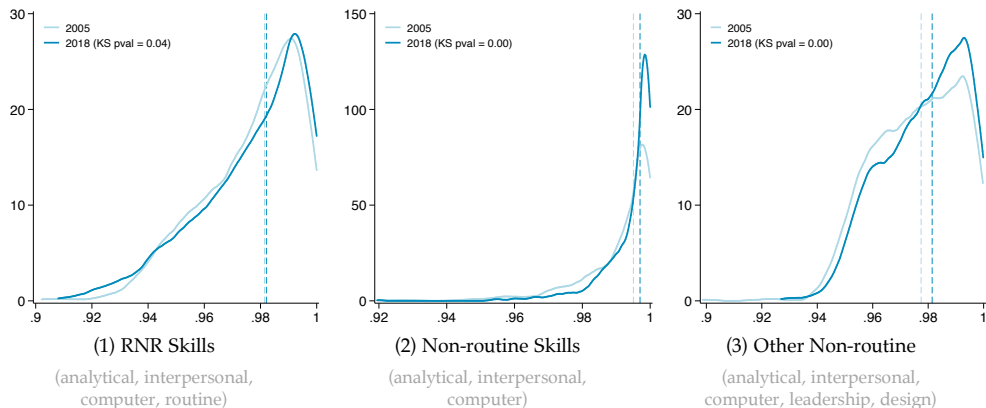 30
20
10
0
2005
2018 (KS pval = 0.04)
.9
.92
.94
.96
.98
1
(1) RNR Skills
(analytical, interpersonal,
computer, routine)
150
100
50
0
2005
2018 (KS pval = 0.00)
.92
.94
.96
.98
1
(2) Non-routine Skills
(analytical, interpersonal,
computer)
30
20
10
0
2005
2018 (KS pval = 0.00)
.9
.92
.94
.96
.98
1
(3) Other Non-routine
(analytical, interpersonal,
computer, leadership, design)